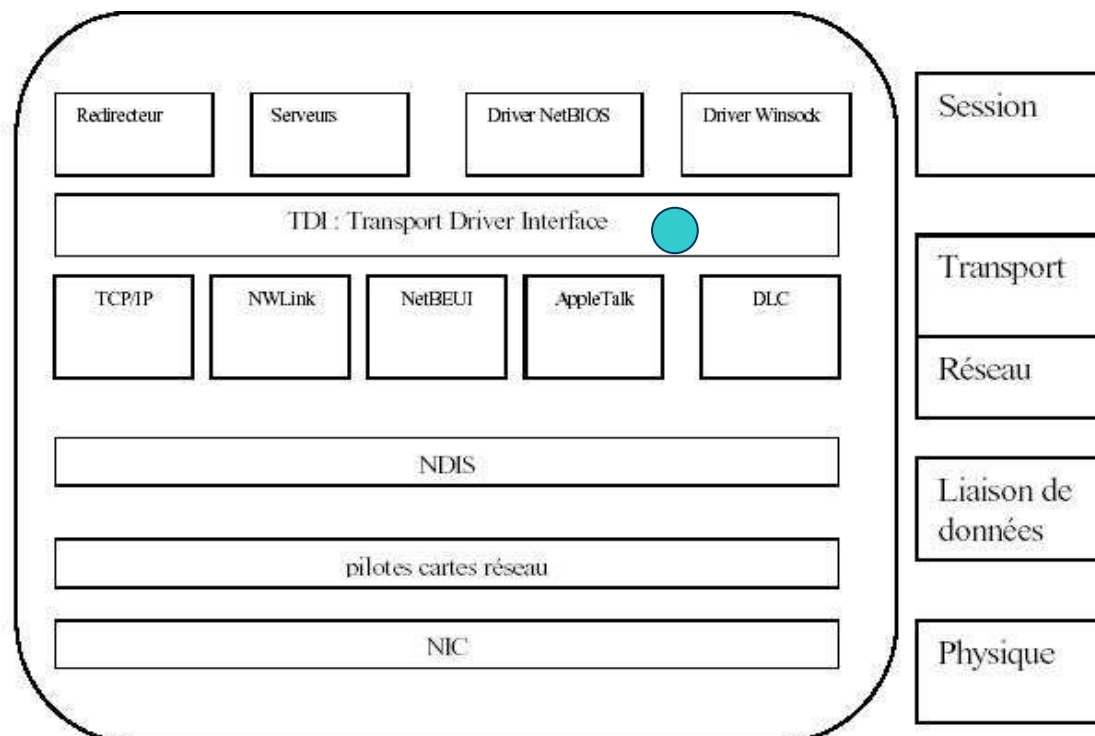 Redirecteur
Serveurs
Driver NetBIOS
Driver Winsock
Session
TDI : Transport Driver Interface
Transport
TCP/IP
NWLink
NetBEUI
AppleTalk
DLC
Réseau
NDIS
Liaison de
données
pilotes cartes réseau
NIC
Physique